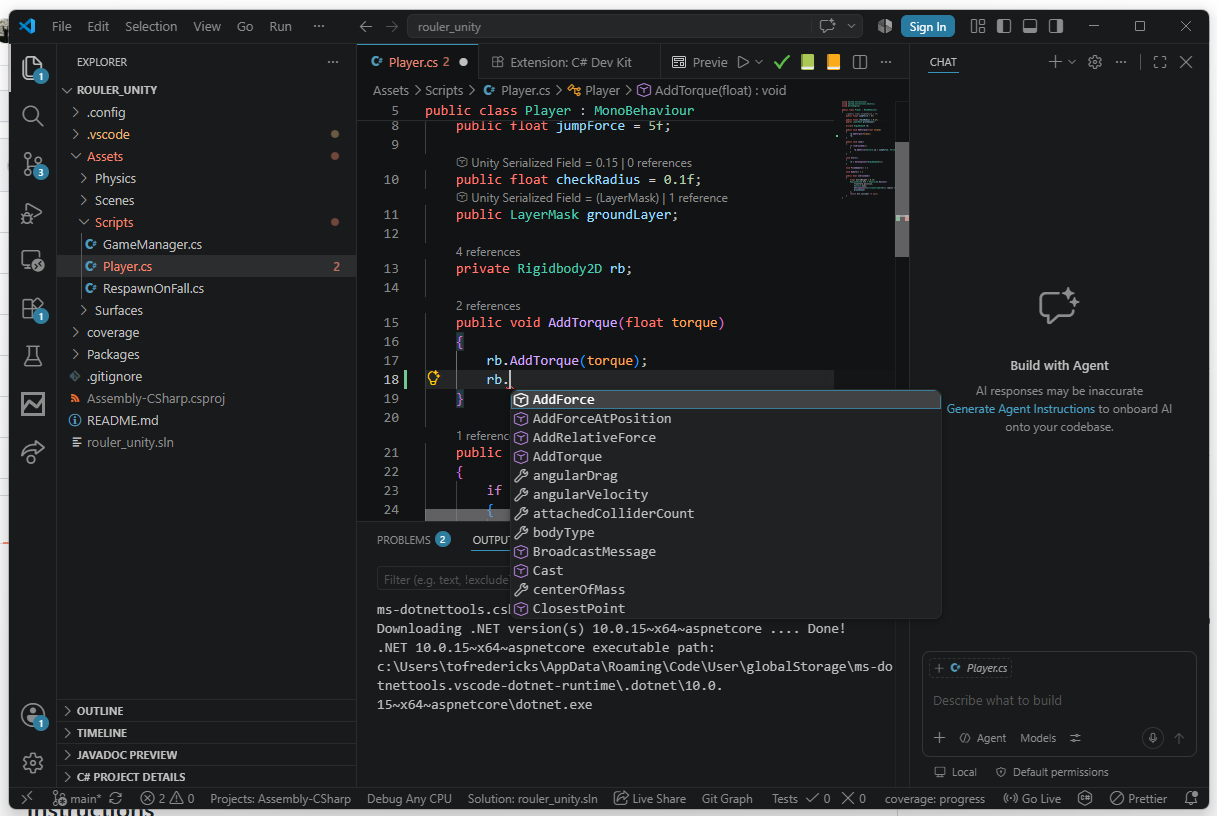 File Edit Selection View Go Run ··· rouler_unity Sign In
EXPLORER ···
ROULER_UNITY
.config
.vscode
Assets
Physics
Scenes
Scripts
GameManager.cs
Player.cs 2
RespawnOnFall.cs
Surfaces
coverage
Packages
.gitignore
Assembly-CSharp.csproj
README.md
rouler_unity.sln
OUTLINE
TIMELINE
JAVADOC PREVIEW
C# PROJECT DETAILS
1
3
1
1
Player.cs 2 Extension: C# Dev Kit Previe
Assets > Scripts > Player.cs > Player > AddTorque(float) : void
5 public class Player : MonoBehaviour
8 public float jumpForce = 5f;
9
Unity Serialized Field = 0.15 | 0 references
10 public float checkRadius = 0.1f;
Unity Serialized Field = (LayerMask) | 1 reference
11 public LayerMask groundLayer;
12
4 references
13 private Rigidbody2D rb;
14
2 references
15 public void AddTorque(float torque)
16 {
17 rb.AddTorque(torque);
18 rb.
19 }
20
1 referenc
21 public
22 {
23 if
24 {
AddForce
AddForceAtPosition
AddRelativeForce
AddTorque
angularDrag
angularVelocity
attachedColliderCount
bodyType
BroadcastMessage
Cast
centerOfMass
ClosestPoint
PROBLEMS 2 OUTPU
Filter (e.g. text, !exclude
ms-dotnettools.cs
Downloading .NET version(s) 10.0.15~x64~aspnetcore .... Done!
.NET 10.0.15~x64~aspnetcore executable path:
c:\Users\tofredericks\AppData\Roaming\Code\User\globalStorage\ms-do
tnettools.vscode-dotnet-runtime\.dotnet\10.0.
15~x64~aspnetcore\dotnet.exe
CHAT
Build with Agent
AI responses may be inaccurate
Generate Agent Instructions to onboard AI
onto your codebase.
Player.cs
Describe what to build
Agent Models
Local Default permissions
main* 2 0 Projects: Assembly-CSharp Debug Any CPU Solution: rouler_unity.sln Live Share Git Graph Tests 0 0 coverage: progress Go Live Prettier